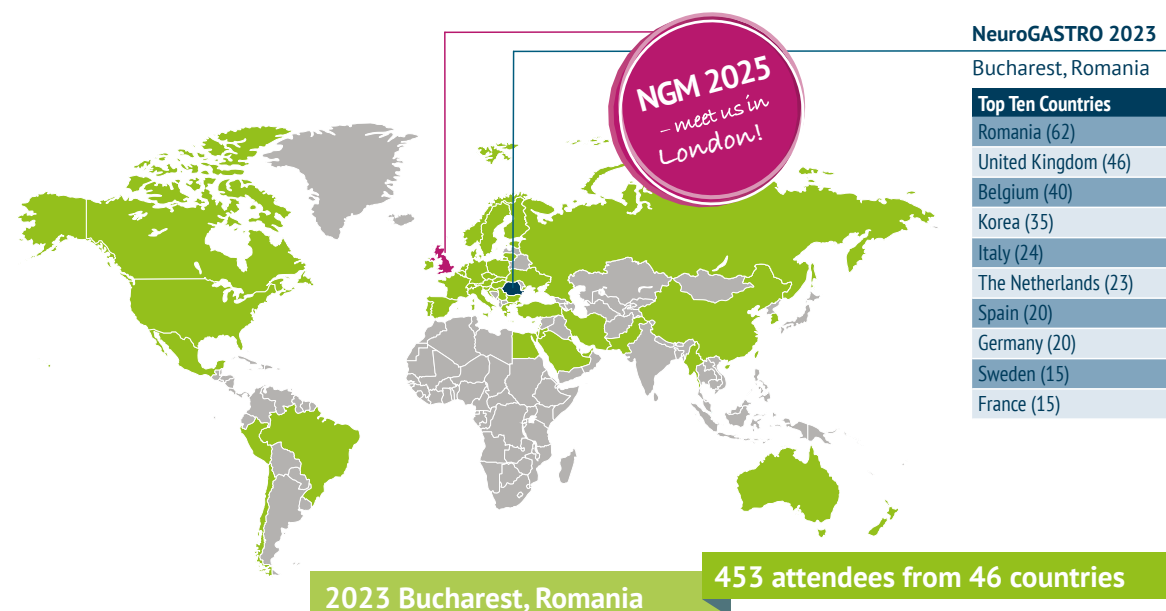 NGM 2025
– meet us in
London!
NeuroGASTRO 2023
Bucharest, Romania
Top Ten Countries
Romania (62)
United Kingdom (46)
Belgium (40)
Korea (35)
Italy (24)
The Netherlands (23)
Spain (20)
Germany (20)
Sweden (15)
France (15)
2023 Bucharest, Romania
453 attendees from 46 countries